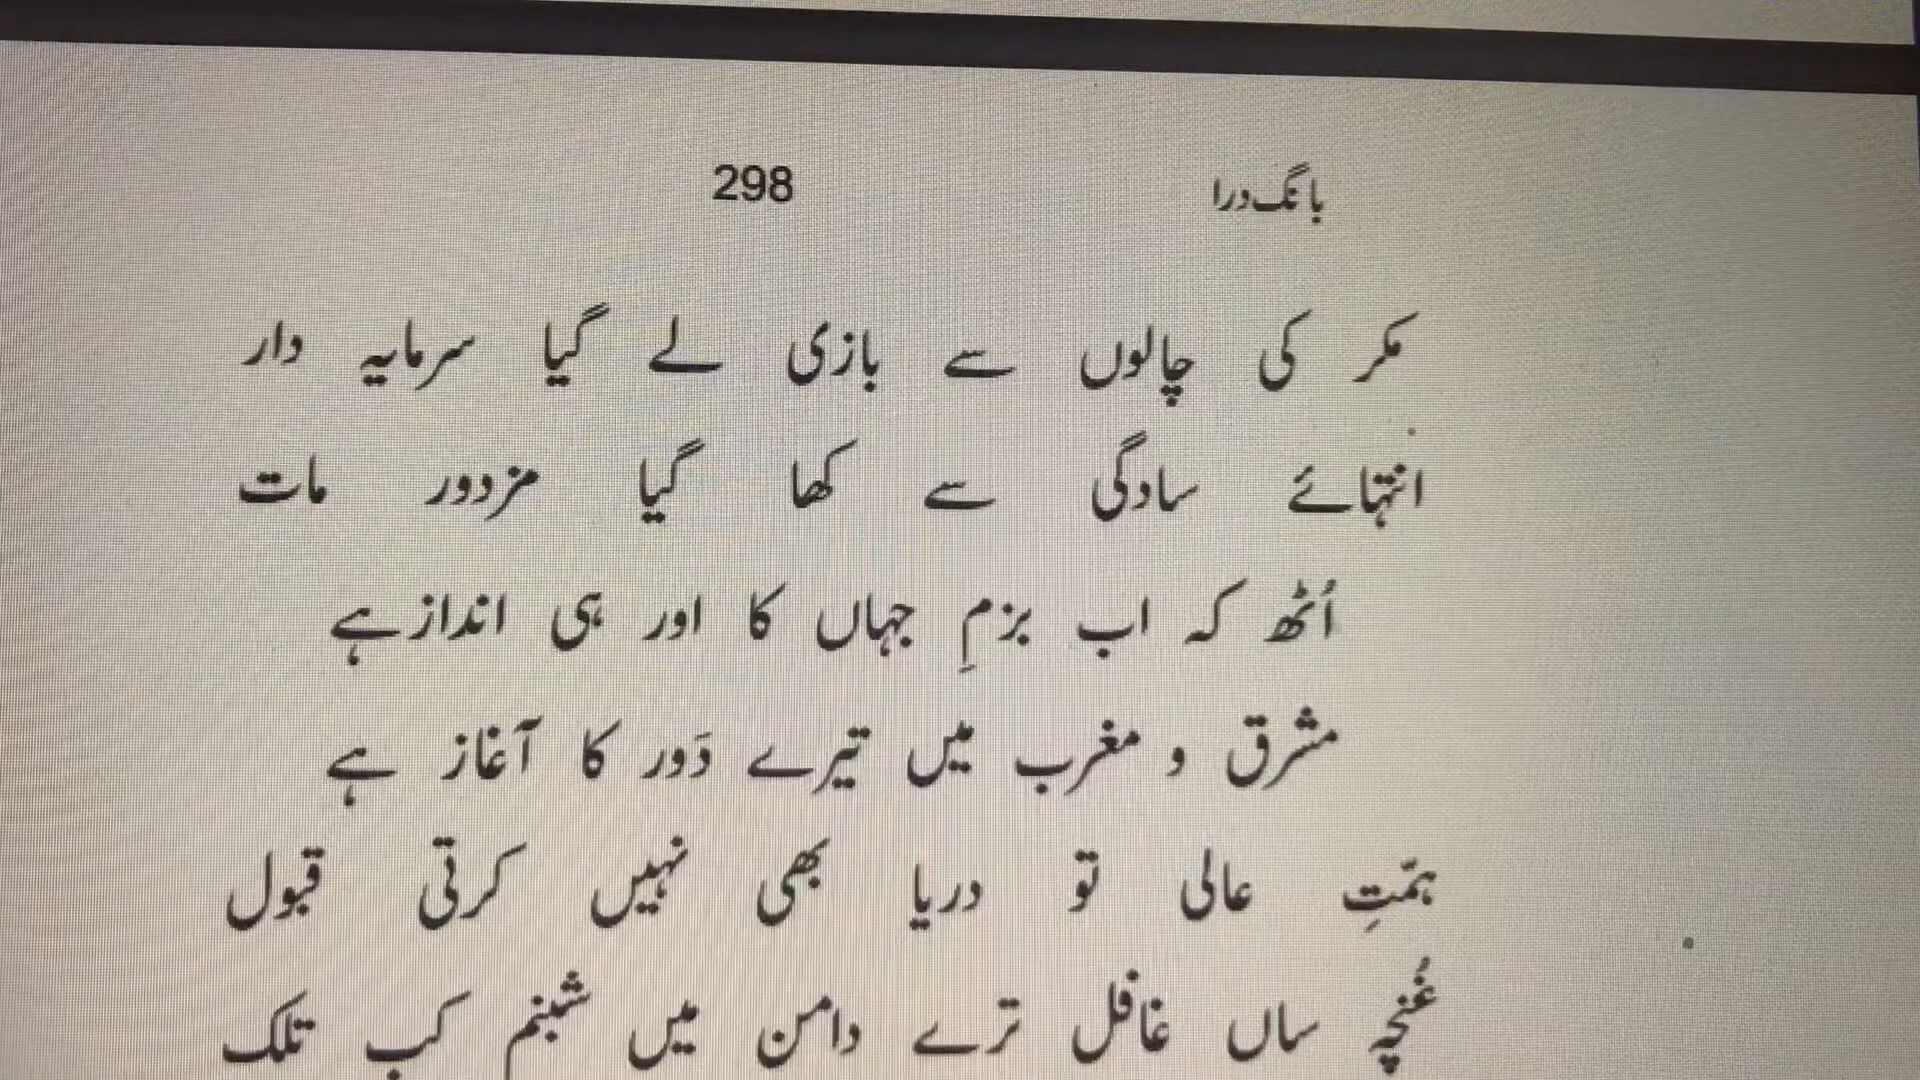 بانگ درا 298
مکر کی چالوں سے بازی لے گیا سرمایہ دار
انتہائے سادگی سے کھا گیا مزدور مات
اُٹھ کہ اب بزمِ جہاں کا اور ہی انداز ہے
مشرق و مغرب میں تیرے دَور کا آغاز ہے
ہمّتِ عالی تو دریا بھی نہیں کرتی قبول
غُنچہ ساں غافل ترے دامن میں شبنم کب تلک